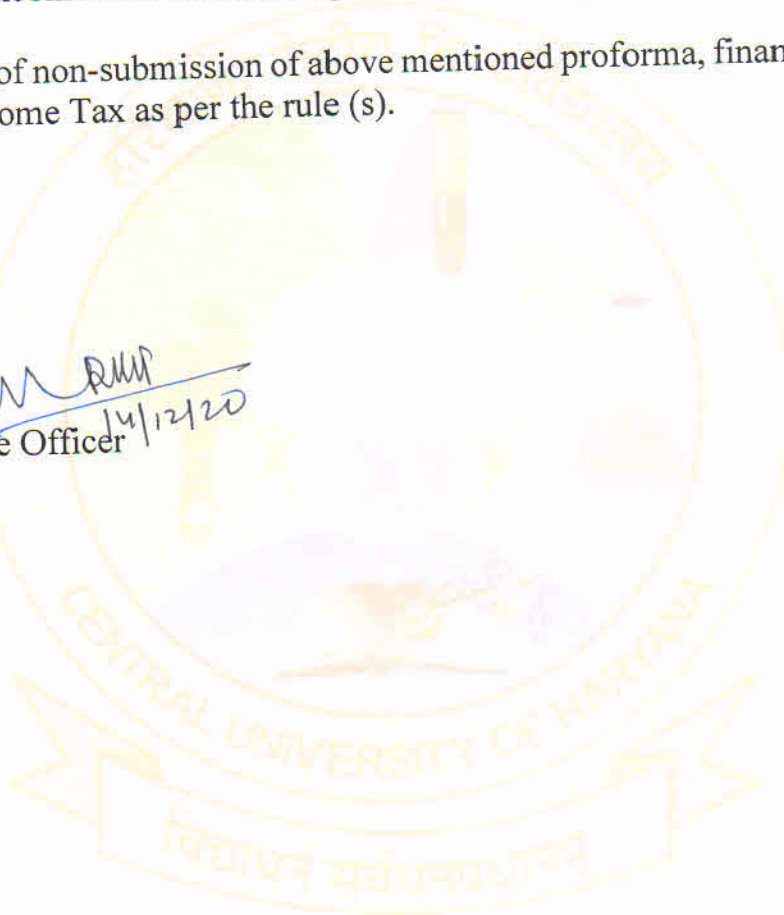 of non-submission of above mentioned proforma, finan
ome Tax as per the rule (s).
14/12/20
e Officer
CENTRAL UNIVERSITY OF HARYANA